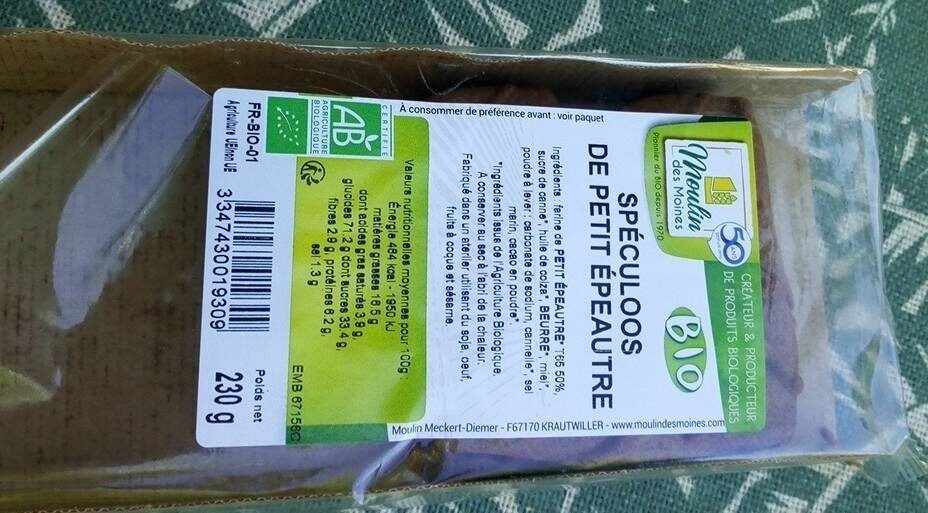 CRÉATEUR & PRODUCTEUR
DE PRODUITS BIOLOGIQUES
Moulin
des Moines
50
ANS
Pionnier du BIO depuis 1970
BIO
SPÉCULOOS
DE PETIT ÉPEAUTRE
Ingrédients : farine de PETIT ÉPEAUTRE* T65 50%,
sucre de canne*, huile de colza*, BEURRE*, miel*,
poudre à lever : carbonate de sodium, cannelle*, sel
marin, cacao en poudre*.
*Ingrédients issus de l'Agriculture Biologique.
A conserver au sec à l'abri de la chaleur.
Fabriqué dans un atelier utilisant du soja, oeuf,
fruits à coque et sésame.
À consommer de préférence avant : voir paquet
Moulin Meckert-Diemer - F67170 KRAUTWILLER - www.moulindesmoines.com
Valeurs nutritionnelles moyennes pour 100g :
Énergie 464 kcal - 1950 kJ
matières grasses 16.5 g
dont acides gras saturés 3.9 g,
glucides 71.2 g dont sucres 33.4 g,
fibres 2.9 g, protéines 6.2 g,
sel 1.3 g
EMB 67156C
CERTIFIÉ
AB
AGRICULTURE
BIOLOGIQUE
FR-BIO-01
Agriculture UE/non UE
3347430019309
Poids net
230 g